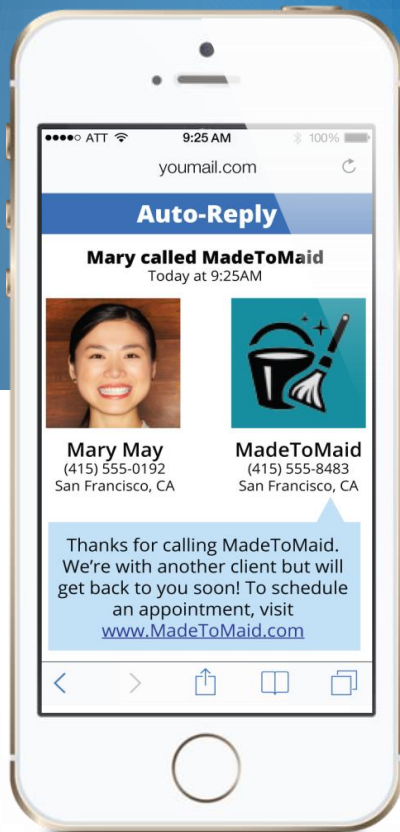 ATT 9:25 AM 100%
youmail.com
Auto-Reply
Mary called MadeToMaid
Today at 9:25AM
Mary May MadeToMaid
(415) 555-0192 (415) 555-8483
San Francisco, CA San Francisco, CA
Thanks for calling MadeToMaid.
We're with another client but will
get back to you soon! To schedule
an appointment, visit
www.MadeToMaid.com